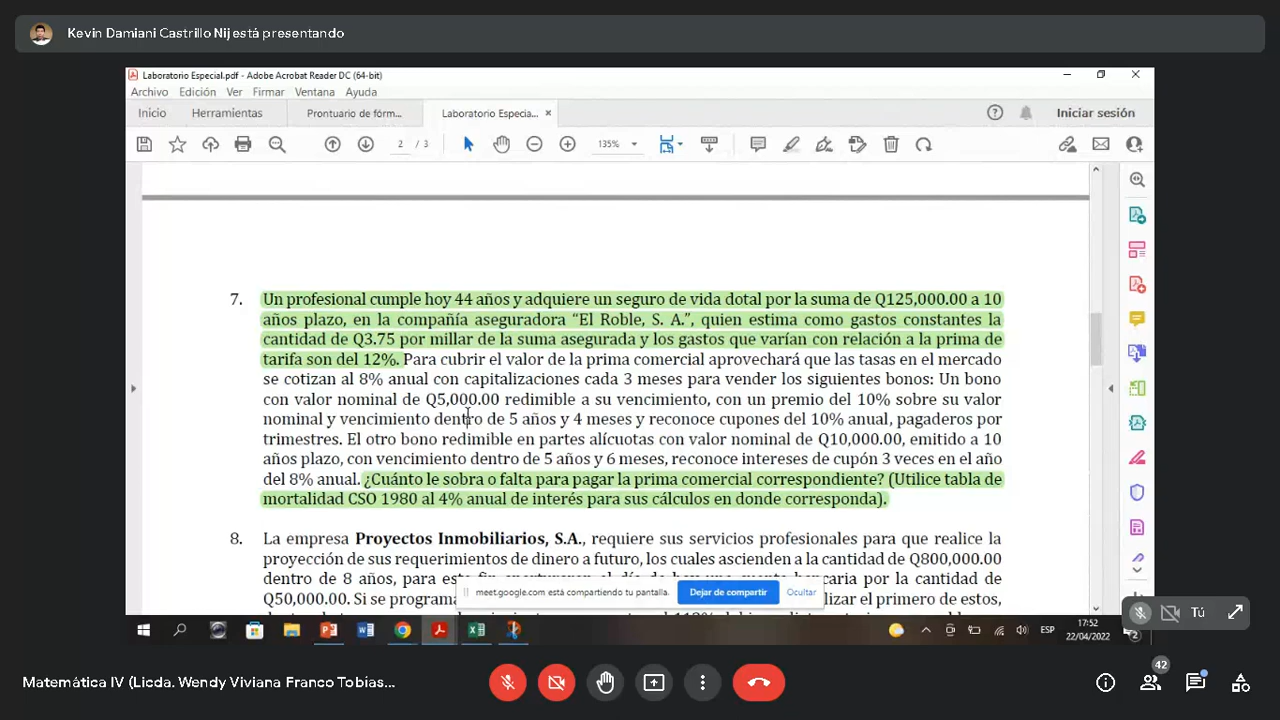 Kevin Damiani Castrillo Nij está presentando
Laboratorio Especial.pdf - Adobe Acrobat Reader DC (64-bit)
Archivo Edición Ver Firmar Ventana Ayuda
Inicio Herramientas Prontuario de fórm... Laboratorio Especia... × Iniciar sesión
2 / 3 135%
7. Un profesional cumple hoy 44 años y adquiere un seguro de vida dotal por la suma de Q125,000.00 a 10
años plazo, en la compañía aseguradora “El Roble, S. A.”, quien estima como gastos constantes la
cantidad de Q3.75 por millar de la suma asegurada y los gastos que varían con relación a la prima de
tarifa son del 12%. Para cubrir el valor de la prima comercial aprovechará que las tasas en el mercado
se cotizan al 8% anual con capitalizaciones cada 3 meses para vender los siguientes bonos: Un bono
con valor nominal de Q5,000.00 redimible a su vencimiento, con un premio del 10% sobre su valor
nominal y vencimiento dentro de 5 años y 4 meses y reconoce cupones del 10% anual, pagaderos por
trimestres. El otro bono redimible en partes alícuotas con valor nominal de Q10,000.00, emitido a 10
años plazo, con vencimiento dentro de 5 años y 6 meses, reconoce intereses de cupón 3 veces en el año
del 8% anual. ¿Cuánto le sobra o falta para pagar la prima comercial correspondiente? (Utilice tabla de
mortalidad CSO 1980 al 4% anual de interés para sus cálculos en donde corresponda).
8. La empresa Proyectos Inmobiliarios, S.A., requiere sus servicios profesionales para que realice la
proyección de sus requerimientos de dinero a futuro, los cuales ascienden a la cantidad de Q800,000.00
dentro de 8 años, para este fin una cuenta bancaria por la cantidad de
Q50,000.00. Si se programa lizar el primero de estos,
meet.google.com está compartiendo tu pantalla. Dejar de compartir Ocultar
Tú
ESP 17:52
22/04/2022 2
42
Matemática IV (Licda. Wendy Viviana Franco Tobias...